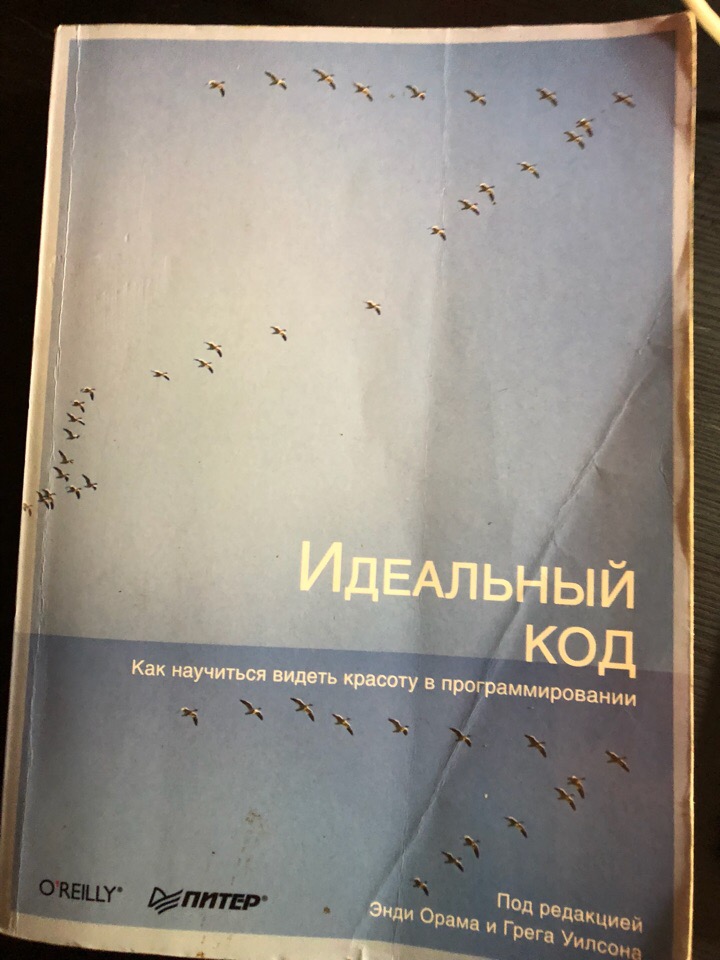 Идеальный
код
Как научиться видеть красоту в программировании
O'REILLY®
ПИТЕР®
Под редакцией
Энди Орама и Грега Уилсона